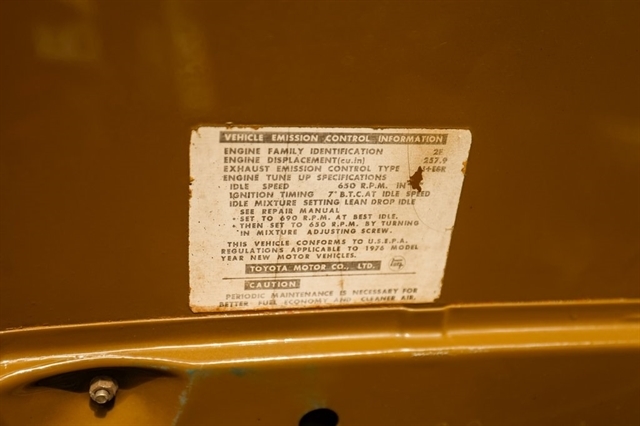 VEHICLE EMISSION CONTROL INFORMATION
ENGINE FAMILY IDENTIFICATION 2F
ENGINE DISPLACEMENT(cu.in) 257.9
EXHAUST EMISSION CONTROL TYPE
ENGINE TUNE UP SPECIFICATIONS
IDLE SPEED 650 R.P.M. IN
IGNITION TIMING 7° B.T.C. AT IDLE SPEED
IDLE MIXTURE SETTING LEAN DROP IDLE
SEE REPAIR MANUAL
• SET TO 690 R.P.M. AT BEST IDLE.
• THEN SET TO 650 R.P.M. BY TURNING
IN MIXTURE ADJUSTING SCREW.
THIS VEHICLE CONFORMS TO U.S.E.P.A.
REGULATIONS APPLICABLE TO 1976 MODEL
YEAR NEW MOTOR VEHICLES.
TOYOTA MOTOR CO., LTD.
CAUTION
PERIODIC MAINTENANCE IS NECESSARY FOR
BETTER FUEL ECONOMY AND CLEANER AIR.